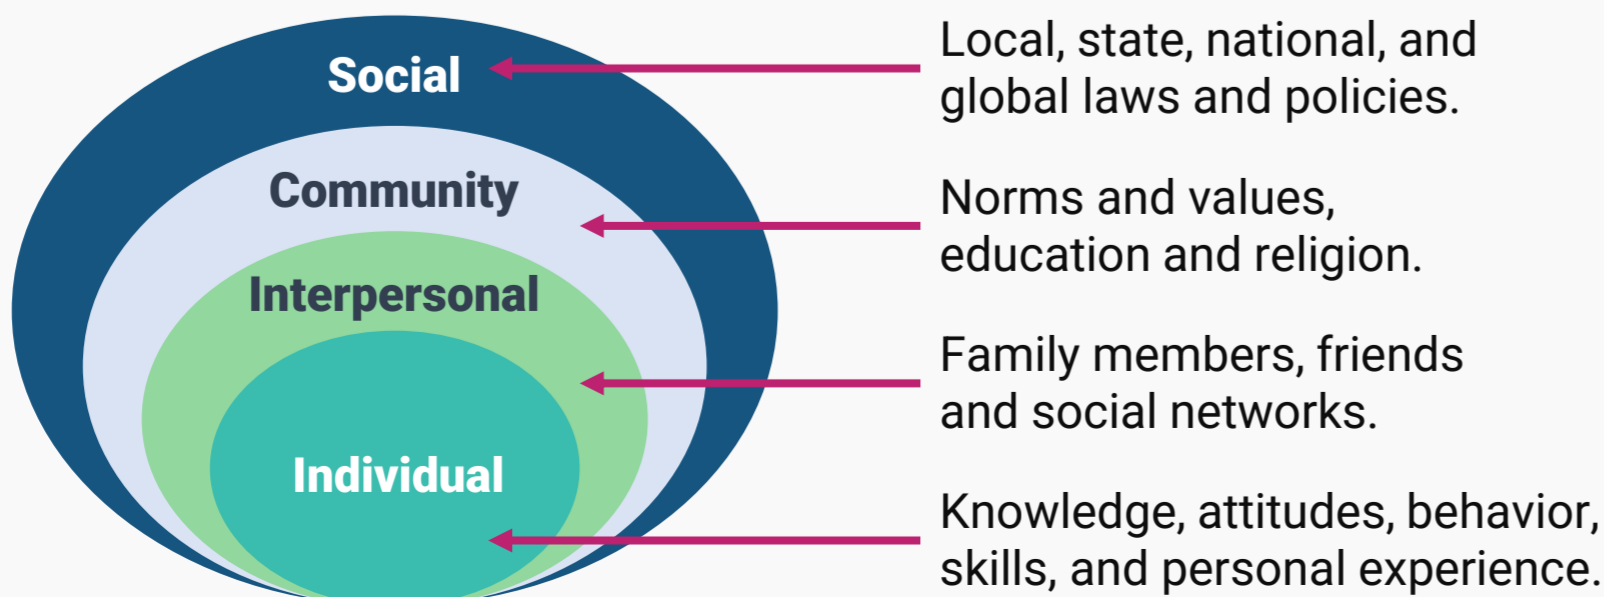 Social
Local, state, national, and
global laws and policies.
Community
Norms and values,
education and religion.
Interpersonal
Family members, friends
and social networks.
Individual
Knowledge, attitudes, behavior,
skills, and personal experience.